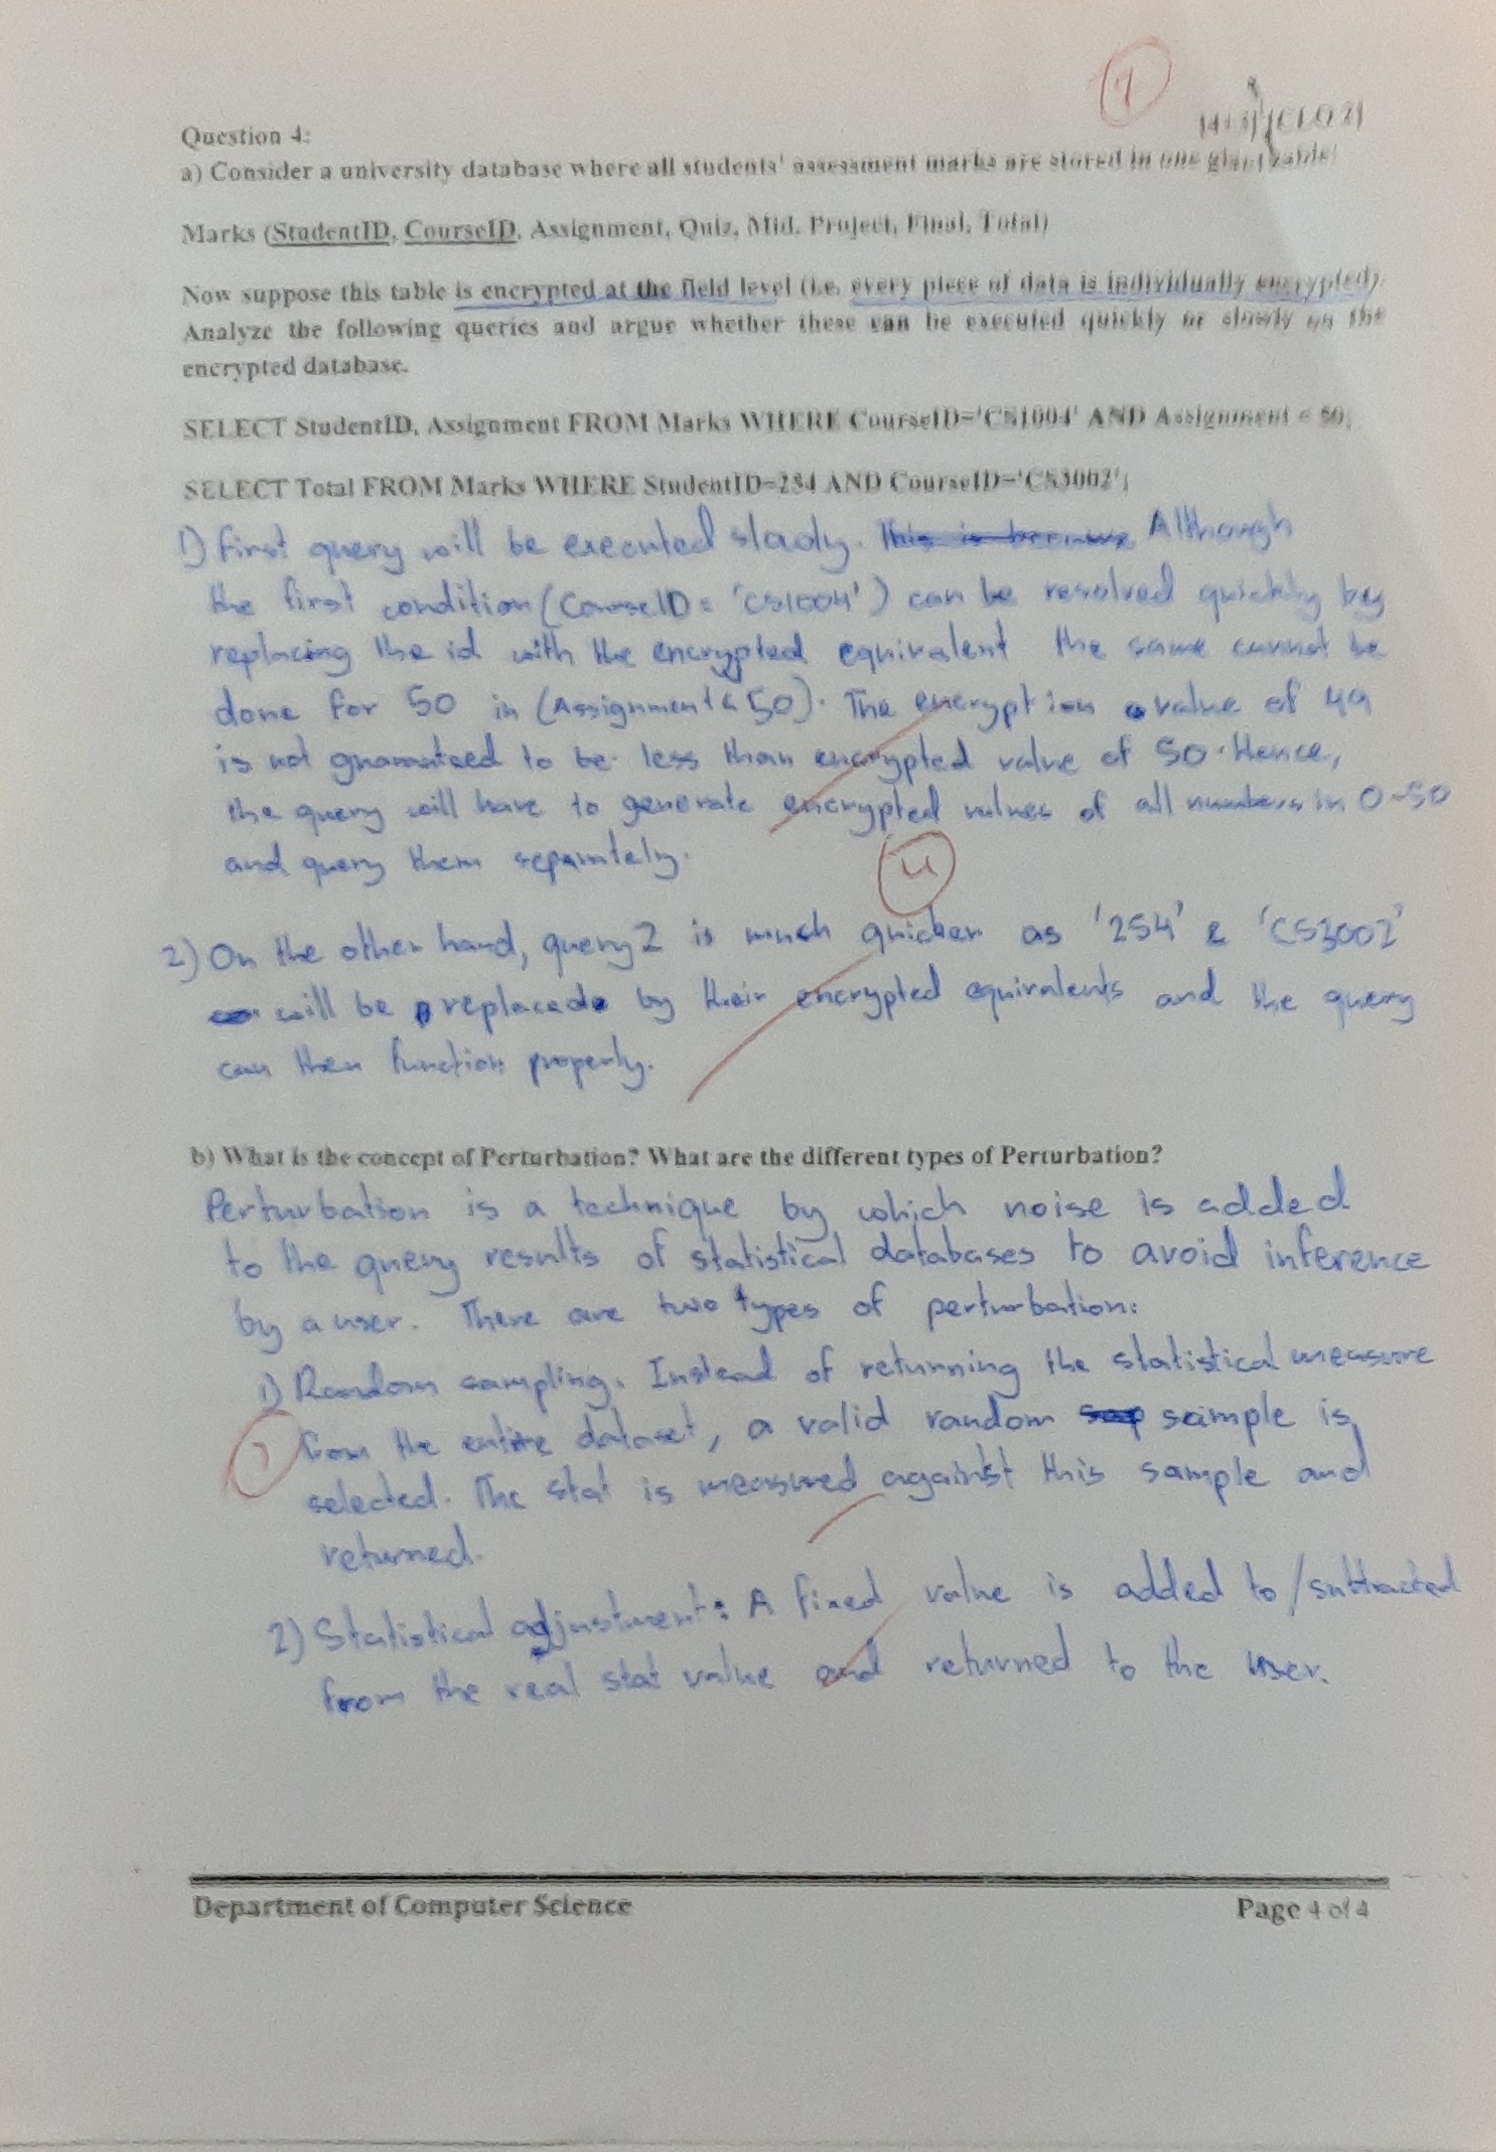 7
Question 4:
[4+3] [CLO 2]
a) Consider a university database where all students' assessment marks are stored in one giant table:
Marks (StudentID, CourseID, Assignment, Quiz, Mid, Project, Final, Total)
Now suppose this table is encrypted at the field level (i.e. every piece of data is individually encrypted).
Analyze the following queries and argue whether these can be executed quickly or slowly on the
encrypted database.
SELECT StudentID, Assignment FROM Marks WHERE CourseID='CS1004' AND Assignment < 50;
SELECT Total FROM Marks WHERE StudentID=254 AND CourseID='CS3002';
1) First query will be executed slowly. This is because Although
the first condition (CourseID = 'CS1004') can be resolved quickly by
replacing the id with the encrypted equivalent the same cannot be
done for 50 in (Assignment < 50). The encryption value of 49
is not guaranteed to be less than encrypted value of 50. Hence,
the query will have to generate encrypted values of all numbers in 0-50
and query them separately.
4
2) On the other hand, query 2 is much quicker as '254' & 'CS3002'
will be replaced by their encrypted equivalents and the query
can then function properly.
b) What is the concept of Perturbation? What are the different types of Perturbation?
Perturbation is a technique by which noise is added
to the query results of statistical databases to avoid inference
by a user. There are two types of perturbation:
1) Random sampling. Instead of returning the statistical measure
from the entire dataset, a valid random sample is
selected. The stat is measured against this sample and
returned.
2) Statistical adjustment: A fixed value is added to/subtracted
from the real stat value and returned to the user.
Department of Computer Science
Page 4 of 4